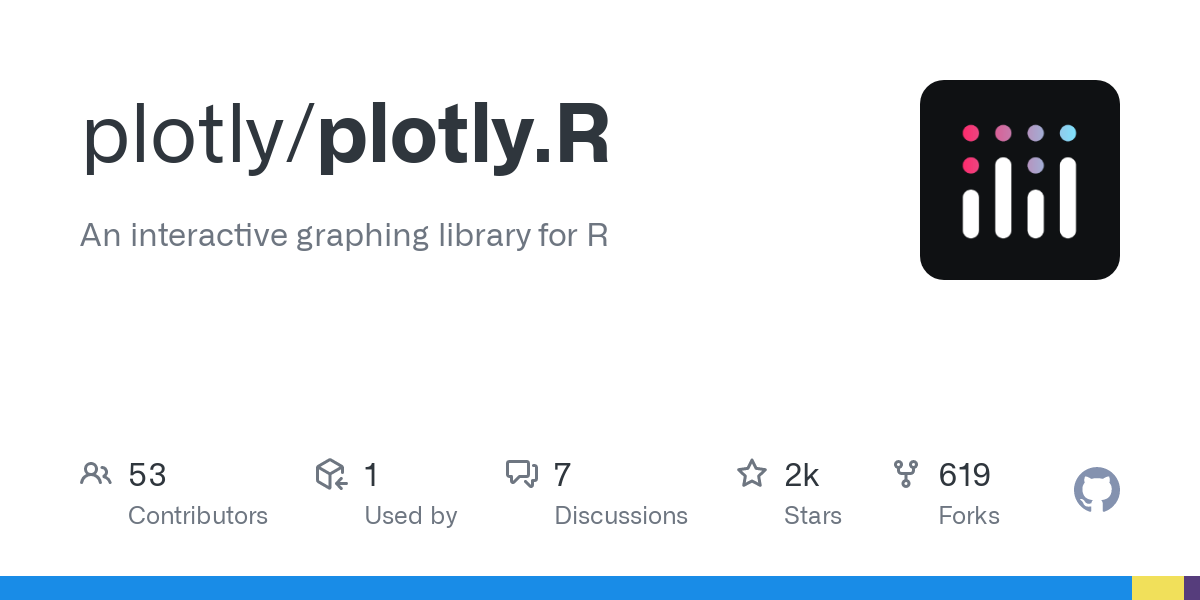 plotly/plotly.R
An interactive graphing library for R
53
Contributors
1
Used by
7
Discussions
2k
Stars
619
Forks